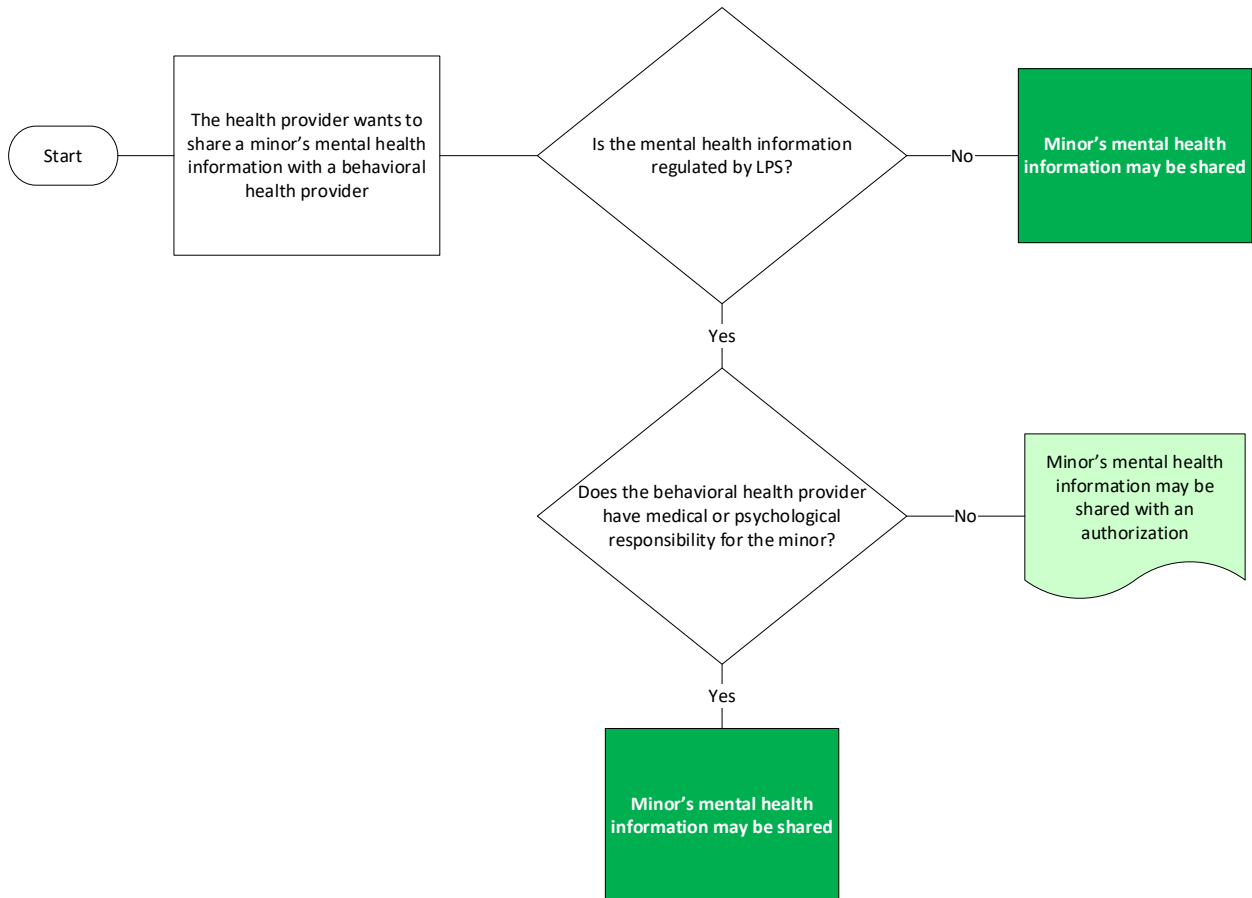 Start
The health provider wants to
share a minor’s mental health
information with a behavioral
health provider
Is the mental health information
regulated by LPS?
No
Minor’s mental health
information may be shared
Yes
Does the behavioral health provider
have medical or psychological
responsibility for the minor?
No
Minor’s mental health
information may be
shared with an
authorization
Yes
Minor’s mental health
information may be shared